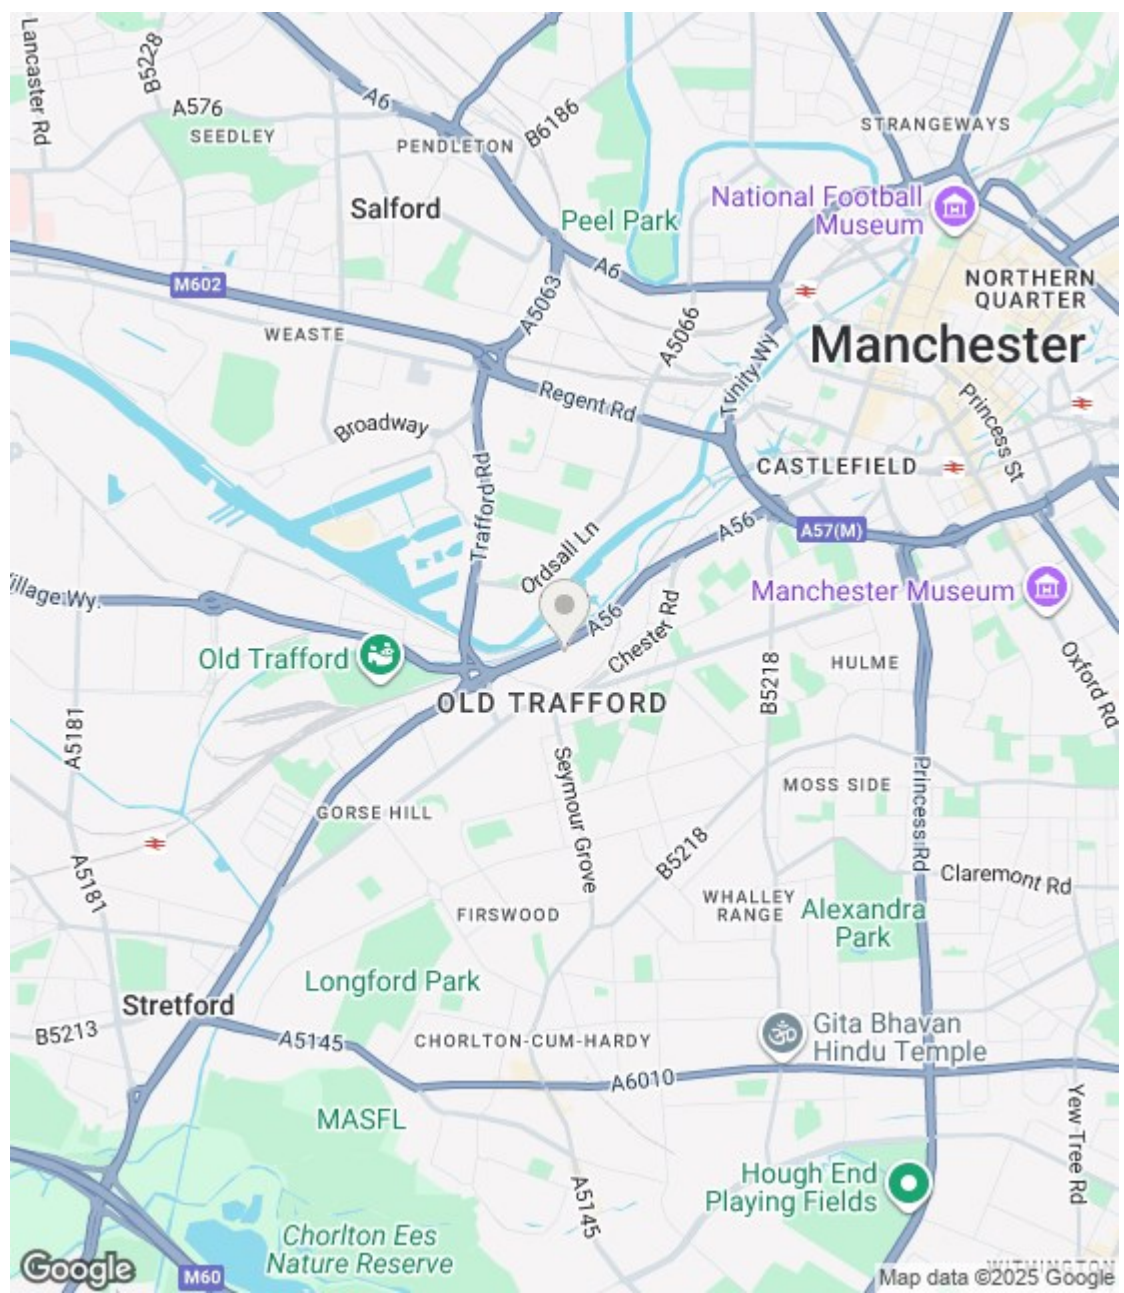 Lancaster Rd
B5228
A576
SEEDLEY
A6
PENDLETON
B6186
STRANGEWAYS
Salford
Peel Park
National Football
Museum
M602
A5063
A6
NORTHERN
QUARTER
WEASTE
A5066
Trinity Wy
Manchester
Regent Rd
Princess St
Broadway
CASTLEFIELD
Trafford Rd
A56
A57(M)
Ordsall Ln
Village Wy.
Manchester Museum
A56
Chester Rd
Old Trafford
OLD TRAFFORD
B5218
HULME
Oxford Rd
A5181
Seymour Grove
Princess Rd
MOSS SIDE
GORSE HILL
B5218
A5181
Claremont Rd
WHALLEY
RANGE
FIRSWOOD
Alexandra
Park
Longford Park
Stretford
B5213
A5145
CHORLTON-CUM-HARDY
Gita Bhavan
Hindu Temple
A6010
MASFL
Yew Tree Rd
Hough End
Playing Fields
A5145
Chorlton Ees
Nature Reserve
WITHINGTON
Google
M60
Map data ©2025 Google